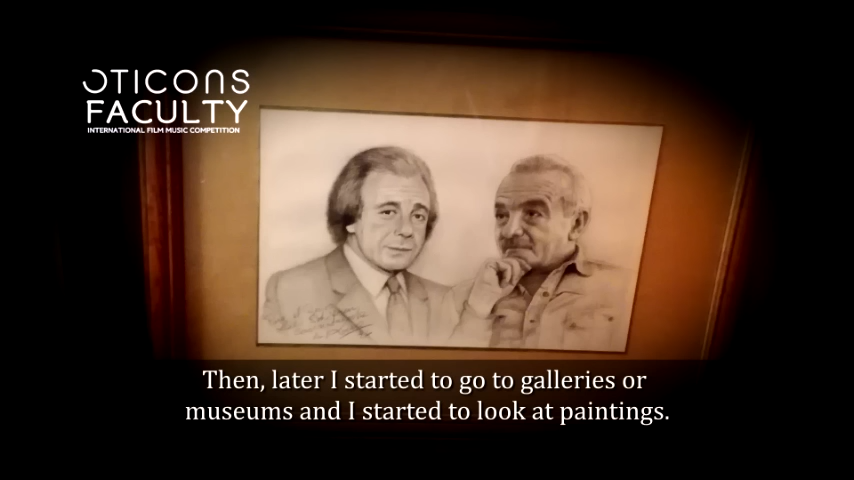 OTICONS
FACULTY
INTERNATIONAL FILM MUSIC COMPETITION
Then, later I started to go to galleries or
museums and I started to look at paintings.